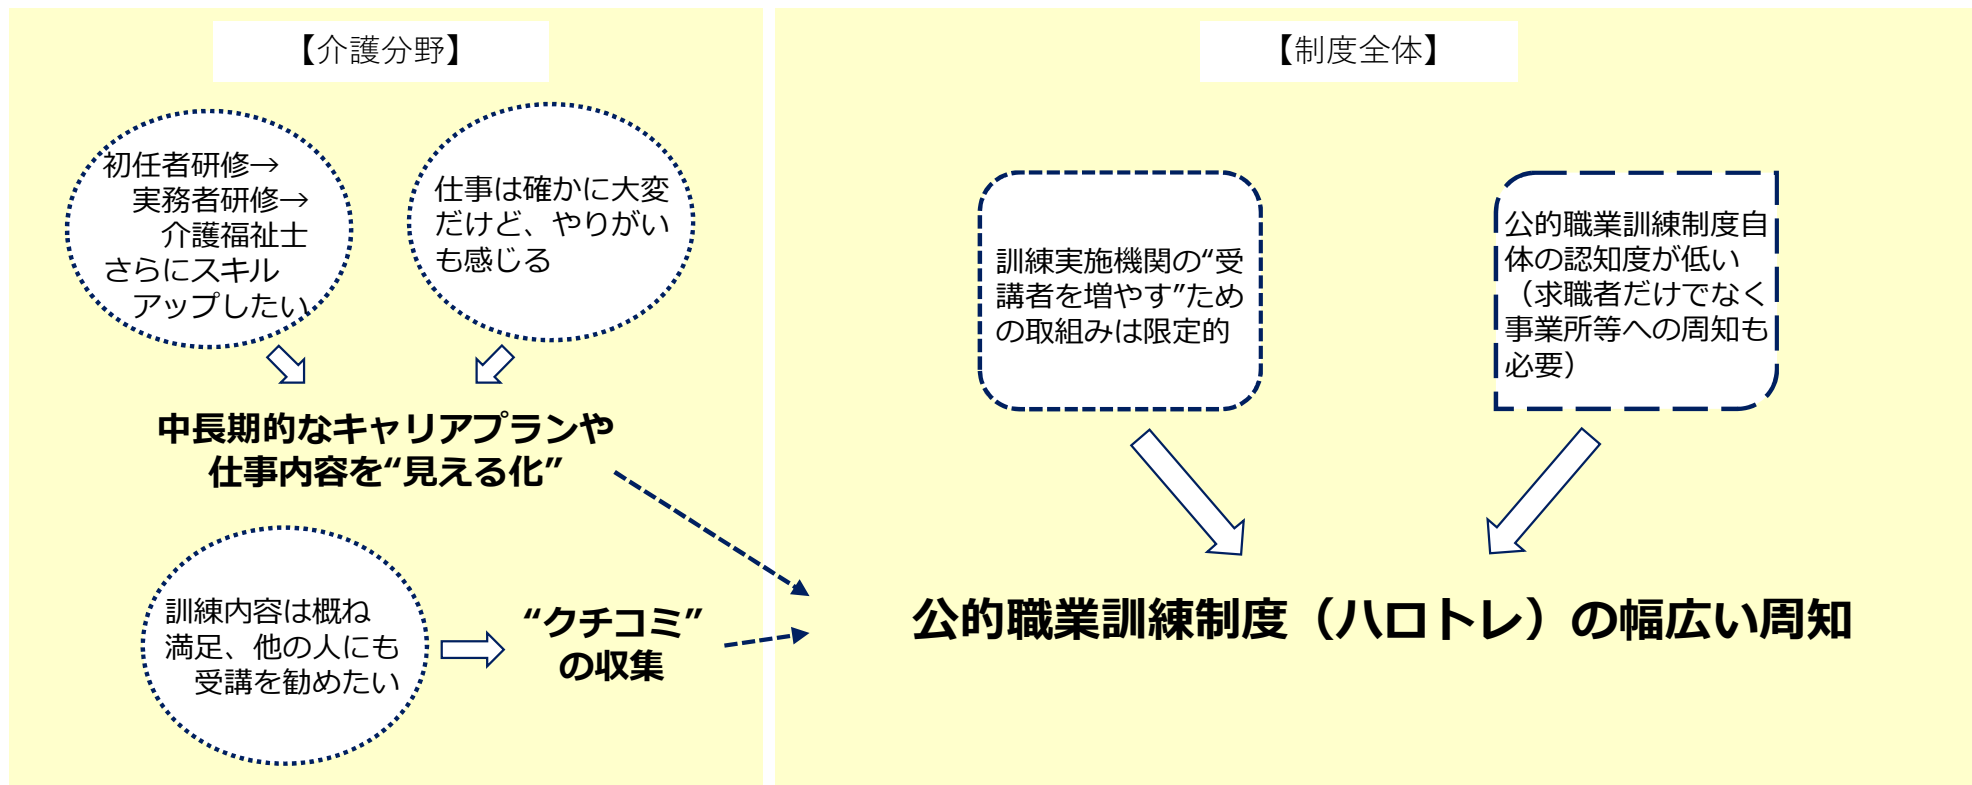 【介護分野】
初任者研修→
実務者研修→
介護福祉士
さらにスキル
アップしたい
仕事は確かに大変
だけど、やりがい
も感じる
中長期的なキャリアプランや
仕事内容を“見える化”
訓練内容は概ね
満足、他の人にも
受講を勧めたい
“クチコミ”
の収集
【制度全体】
訓練実施機関の“受
講者を増やす”ため
の取組みは限定的
公的職業訓練制度自
体の認知度が低い
（求職者だけでなく
事業所等への周知も
必要）
公的職業訓練制度（ハロトレ）の幅広い周知